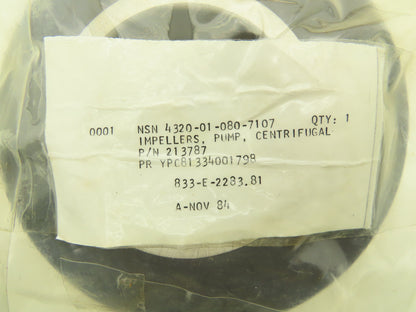 0001 NSN 4320-01-080-7107 QTY: 1
IMPELLERS, PUMP, CENTRIFUGAL
P/N 213787
PR YPC81334001798
833-E-2283.81
A-NOV 84